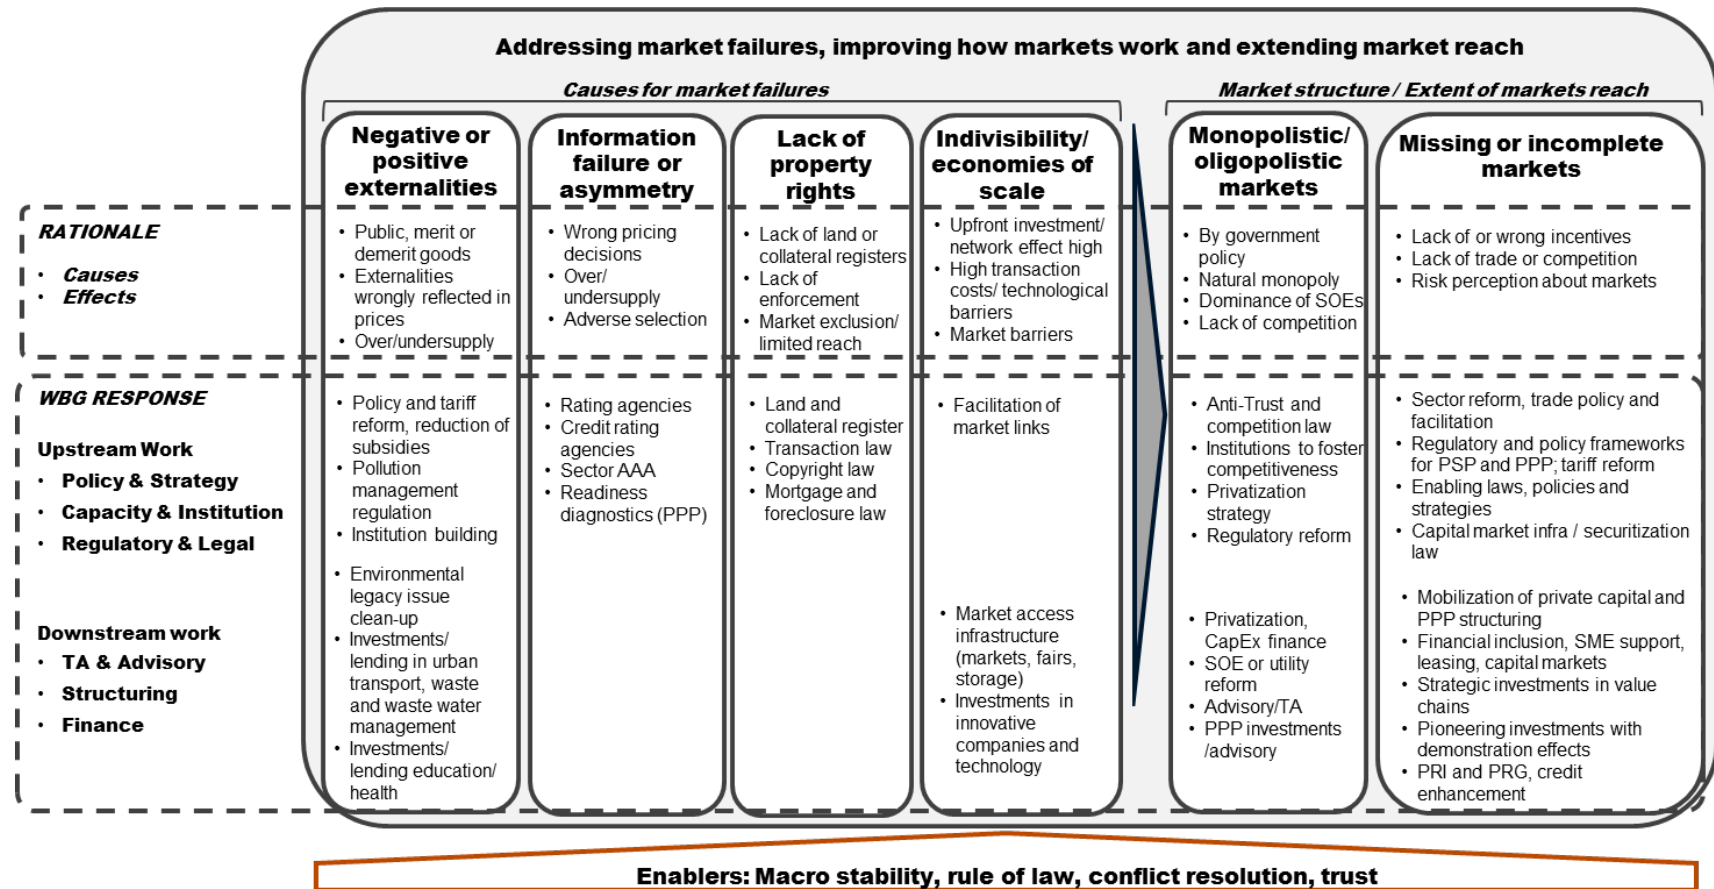 Addressing market failures, improving how markets work and extending market reach
Causes for market failures
Market structure / Extent of markets reach
Negative or
positive
externalities
Information
failure or
asymmetry
Lack of
property
rights
Indivisibility/
economies of
scale
Monopolistic/
oligopolistic
markets
Missing or incomplete
markets
RATIONALE
• Causes
• Effects
• Public, merit or
demerit goods
• Externalities
wrongly reflected in
prices
• Over/undersupply
• Wrong pricing
decisions
• Over/
undersupply
• Adverse selection
• Lack of land or
collateral registers
• Lack of
enforcement
• Market exclusion/
limited reach
• Upfront investment/
network effect high
• High transaction
costs/ technological
barriers
• Market barriers
• By government
policy
• Natural monopoly
• Dominance of SOEs
• Lack of competition
• Lack of or wrong incentives
• Lack of trade or competition
• Risk perception about markets
WBG RESPONSE
Upstream Work
• Policy & Strategy
• Capacity & Institution
• Regulatory & Legal
Downstream work
• TA & Advisory
• Structuring
• Finance
• Policy and tariff
reform, reduction of
subsidies
• Pollution
management
regulation
• Institution building
• Environmental
legacy issue
clean-up
• Investments/
lending in urban
transport, waste
and waste water
management
• Investments/
lending education/
health
• Rating agencies
• Credit rating
agencies
• Sector AAA
• Readiness
diagnostics (PPP)
• Land and
collateral register
• Transaction law
• Copyright law
• Mortgage and
foreclosure law
• Facilitation of
market links
• Market access
infrastructure
(markets, fairs,
storage)
• Investments in
innovative
companies and
technology
• Anti-Trust and
competition law
• Institutions to foster
competitiveness
• Privatization
strategy
• Regulatory reform
• Privatization,
CapEx finance
• SOE or utility
reform
• Advisory/TA
• PPP investments
/advisory
• Sector reform, trade policy and
facilitation
• Regulatory and policy frameworks
for PSP and PPP; tariff reform
• Enabling laws, policies and
strategies
• Capital market infra / securitization
law
• Mobilization of private capital and
PPP structuring
• Financial inclusion, SME support,
leasing, capital markets
• Strategic investments in value
chains
• Pioneering investments with
demonstration effects
• PRI and PRG, credit
enhancement
Enablers: Macro stability, rule of law, conflict resolution, trust